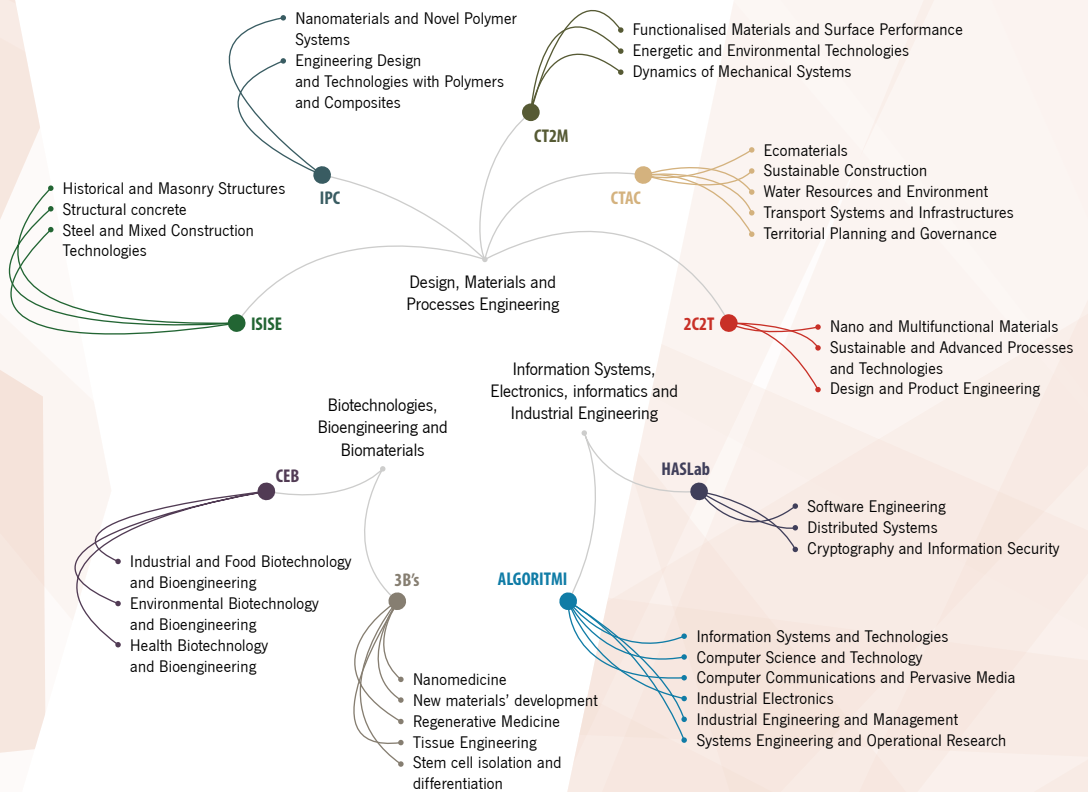 Nanomaterials and Novel Polymer
Systems
Engineering Design
and Technologies with Polymers
and Composites
IPC
Functionalised Materials and Surface Performance
Energetic and Environmental Technologies
Dynamics of Mechanical Systems
CT2M
Ecomaterials
Sustainable Construction
Water Resources and Environment
Transport Systems and Infrastructures
Territorial Planning and Governance
CTAC
Historical and Masonry Structures
Structural concrete
Steel and Mixed Construction
Technologies
ISISE
Design, Materials and
Processes Engineering
2C2T
Nano and Multifunctional Materials
Sustainable and Advanced Processes
and Technologies
Design and Product Engineering
Information Systems,
Electronics, informatics and
Industrial Engineering
Biotechnologies,
Bioengineering and
Biomaterials
CEB
Industrial and Food Biotechnology
and Bioengineering
Environmental Biotechnology
and Bioengineering
Health Biotechnology
and Bioengineering
HASLab
Software Engineering
Distributed Systems
Cryptography and Information Security
3B's
Nanomedicine
New materials' development
Regenerative Medicine
Tissue Engineering
Stem cell isolation and
differentiation
ALGORITMI
Information Systems and Technologies
Computer Science and Technology
Computer Communications and Pervasive Media
Industrial Electronics
Industrial Engineering and Management
Systems Engineering and Operational Research